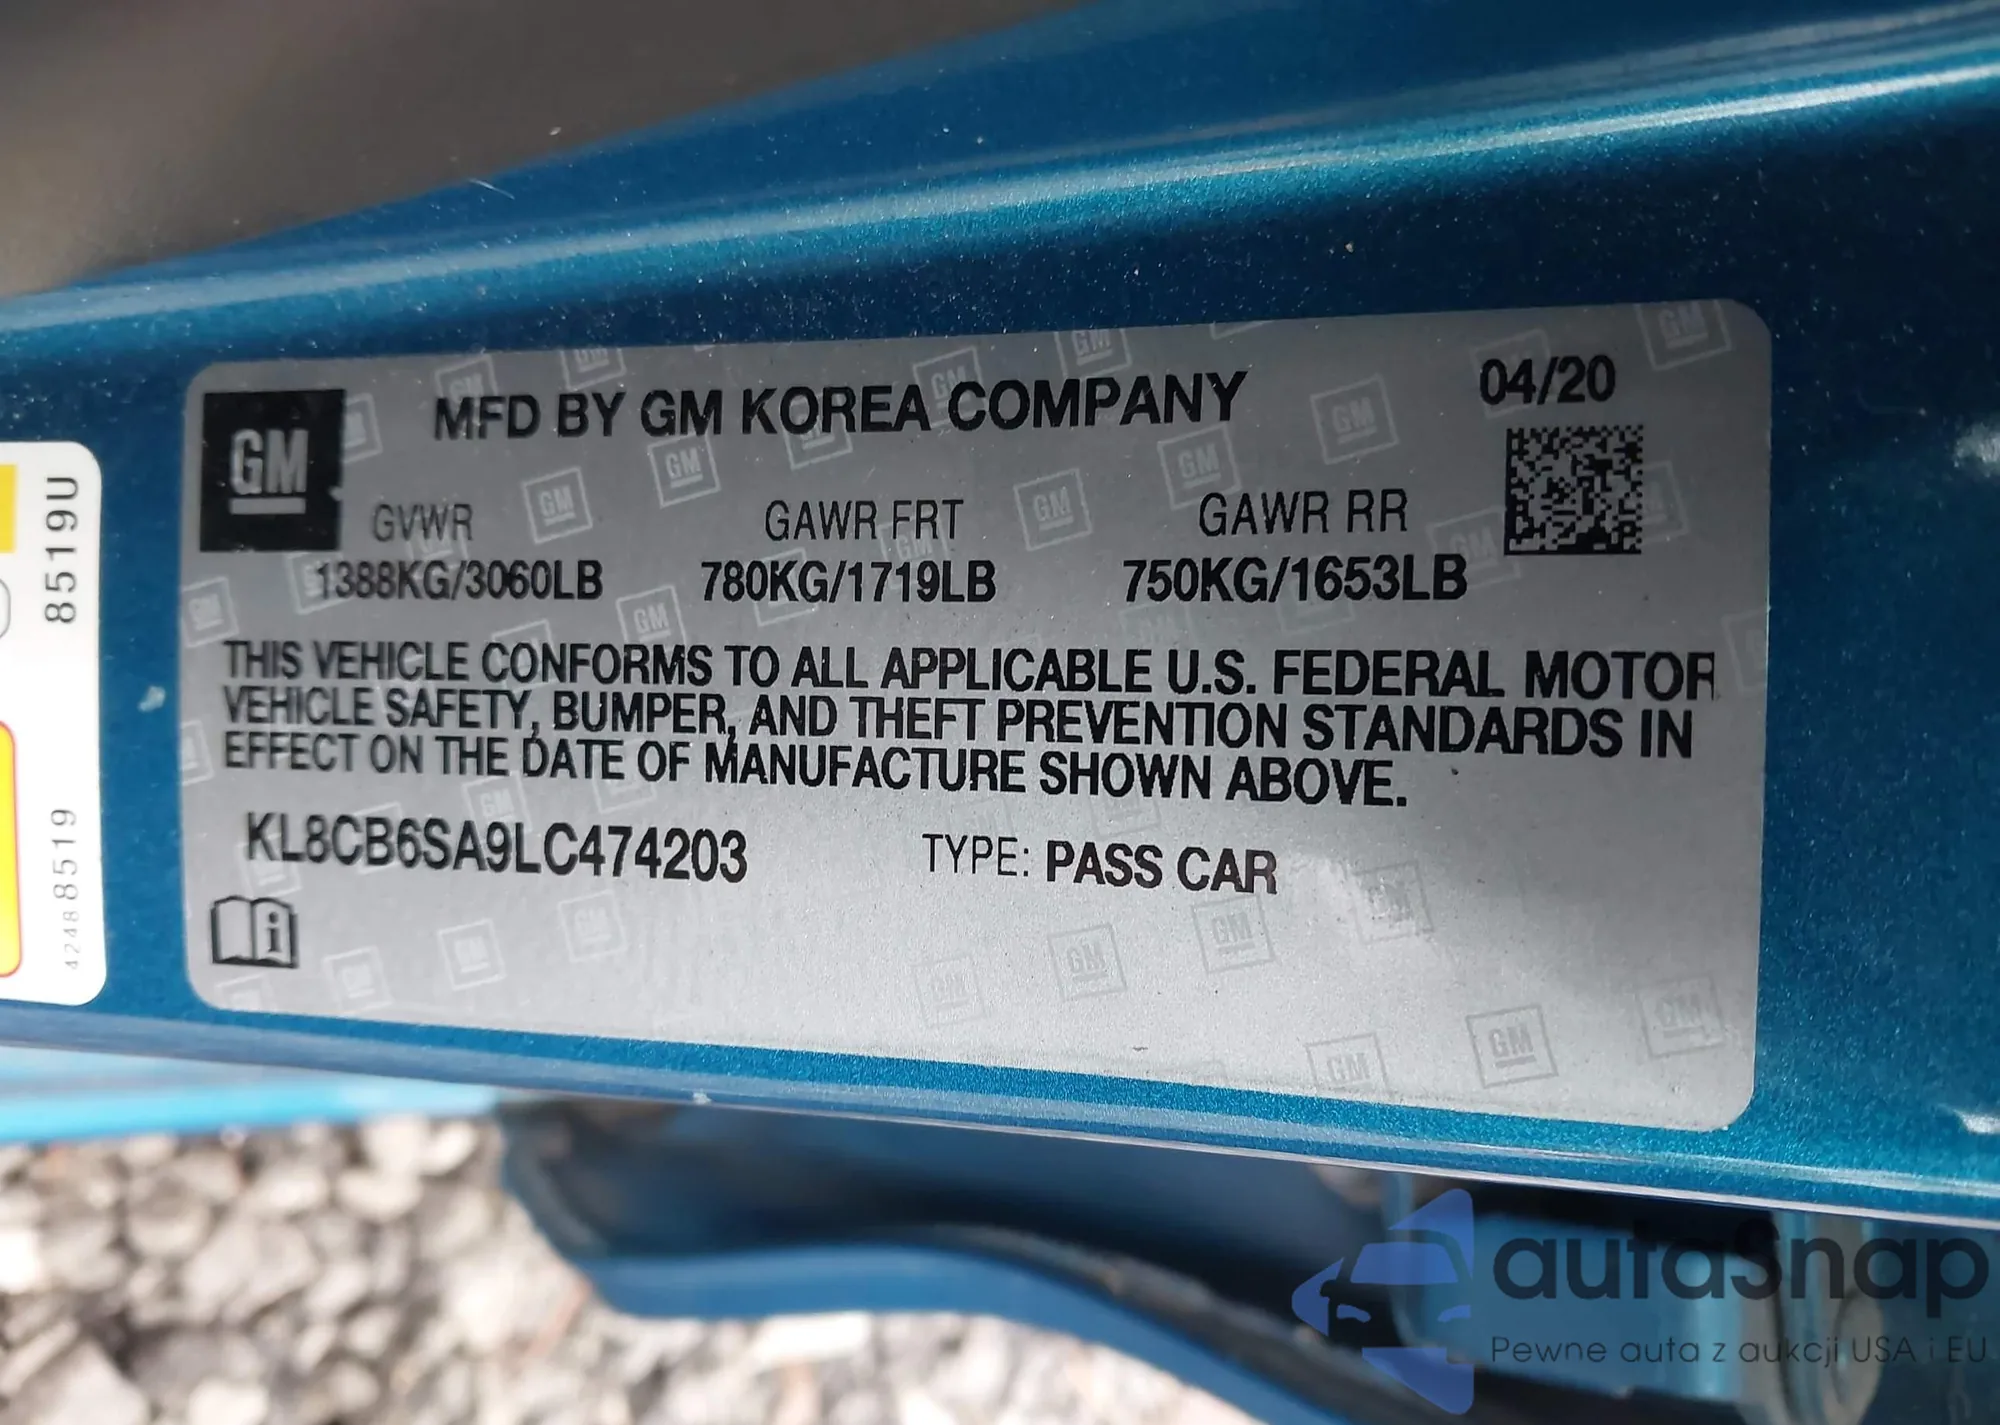 GM
MFD BY GM KOREA COMPANY
04/20
GVWR
GAWR FRT
GAWR RR
1388KG/3060LB
780KG/1719LB
750KG/1653LB
THIS VEHICLE CONFORMS TO ALL APPLICABLE U.S. FEDERAL MOTOR
VEHICLE SAFETY, BUMPER, AND THEFT PREVENTION STANDARDS IN
EFFECT ON THE DATE OF MANUFACTURE SHOWN ABOVE.
KL8CB6SA9LC474203
TYPE: PASS CAR
8519U
42488519
autaSnap
Pewne auta z aukcji USA i EU